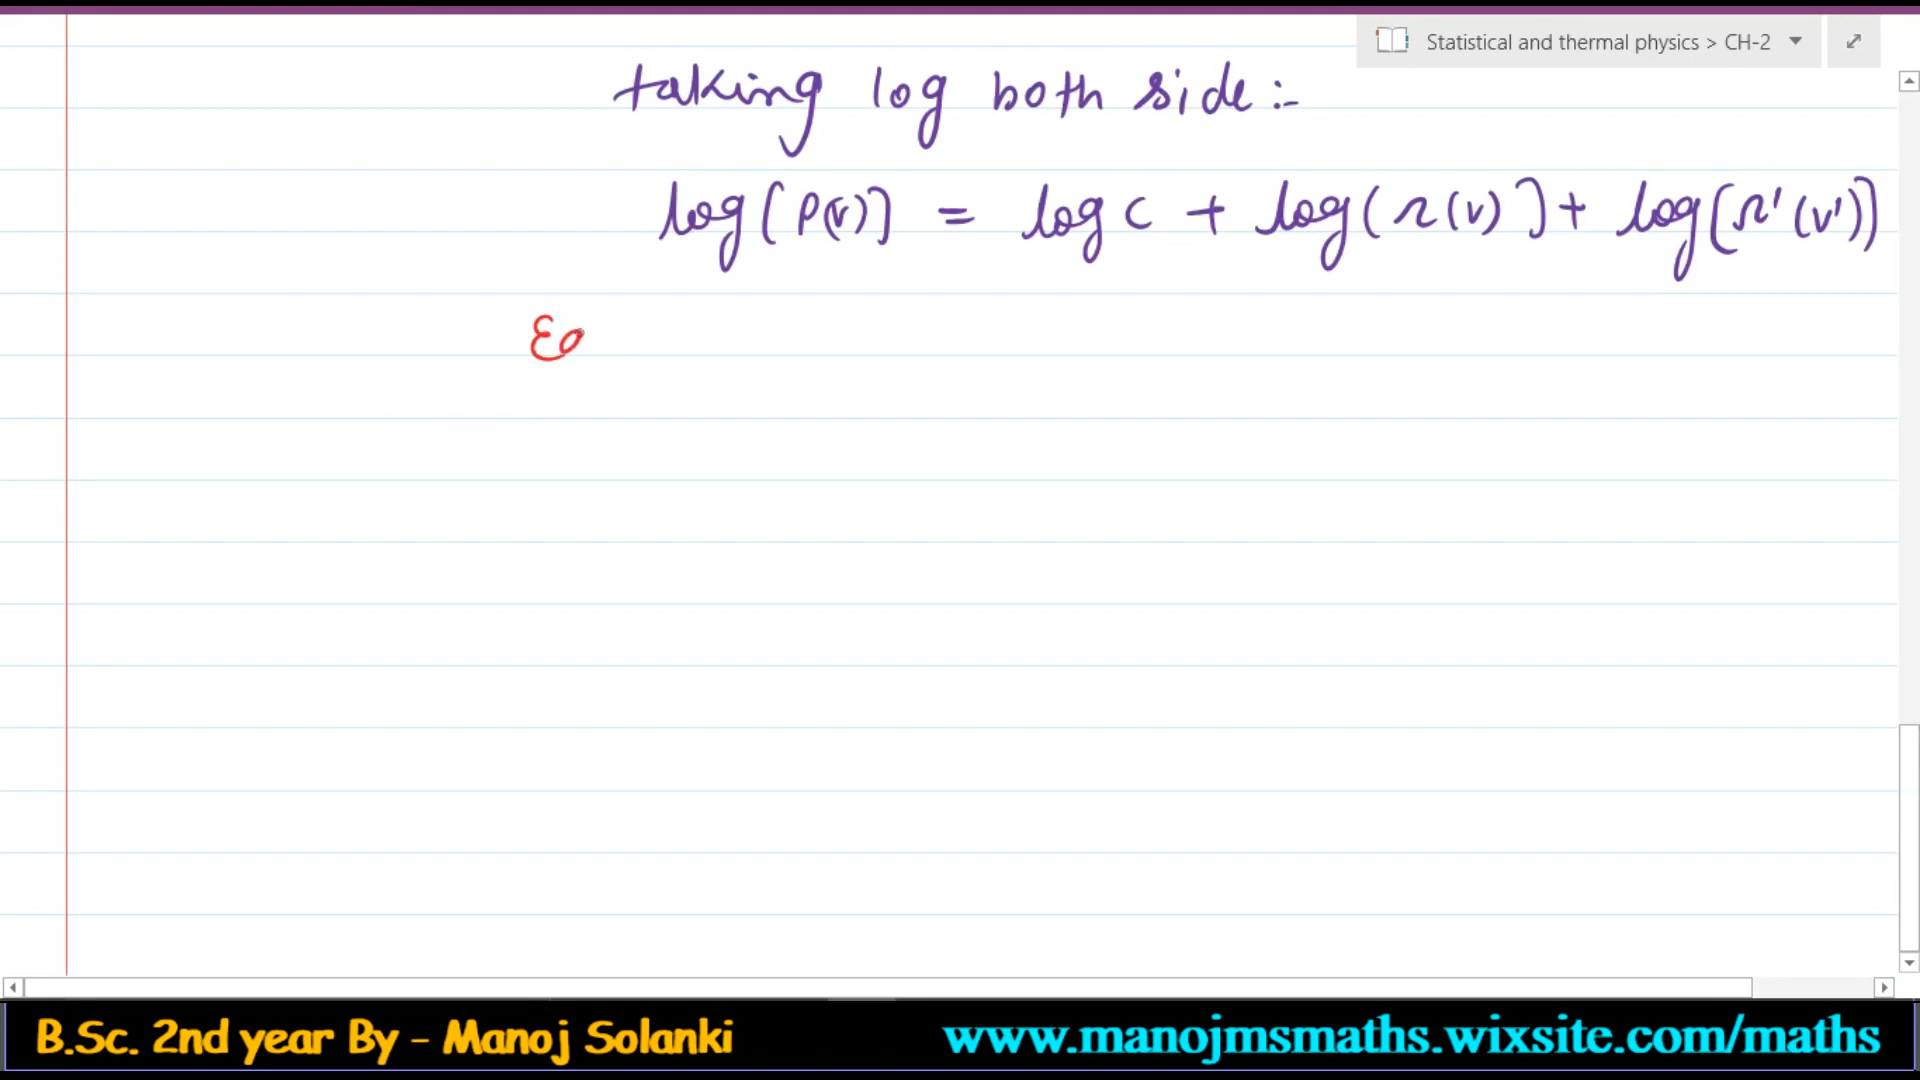 Statistical and thermal physics > CH-2
taking log both side :-
log[P(v)] = log C + log(Ω(v)] + log[Ω'(v')]
Eq
B.Sc. 2nd year By - Manoj Solanki
www.manojmsmaths.wixsite.com/maths